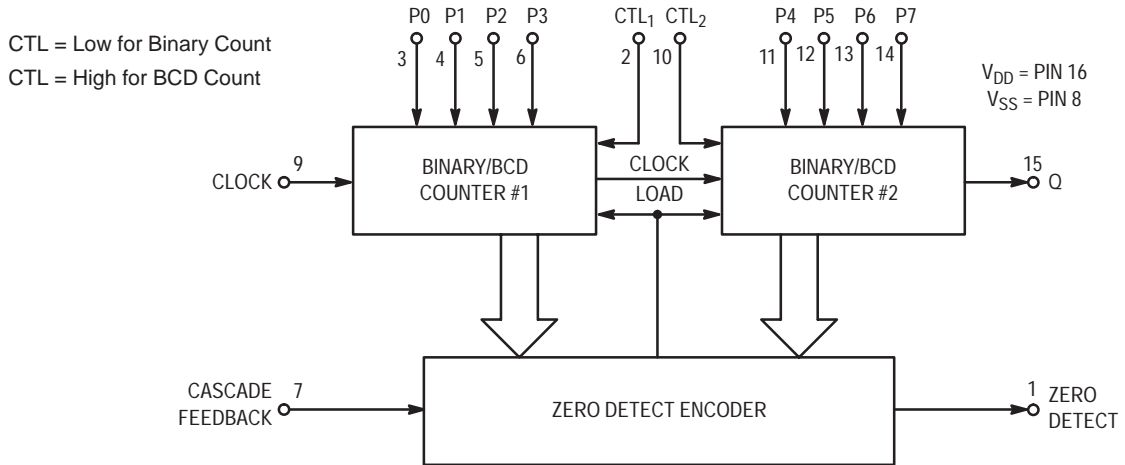 P0 P1 P2 P3 CTL1 CTL2 P4 P5 P6 P7
CTL = Low for Binary Count
CTL = High for BCD Count
3 4 5 6 2 10 11 12 13 14
VDD = PIN 16
VSS = PIN 8
CLOCK
9
BINARY/BCD
COUNTER #1
CLOCK
LOAD
BINARY/BCD
COUNTER #2
15
Q
CASCADE
FEEDBACK
7
ZERO DETECT ENCODER
1
ZERO
DETECT